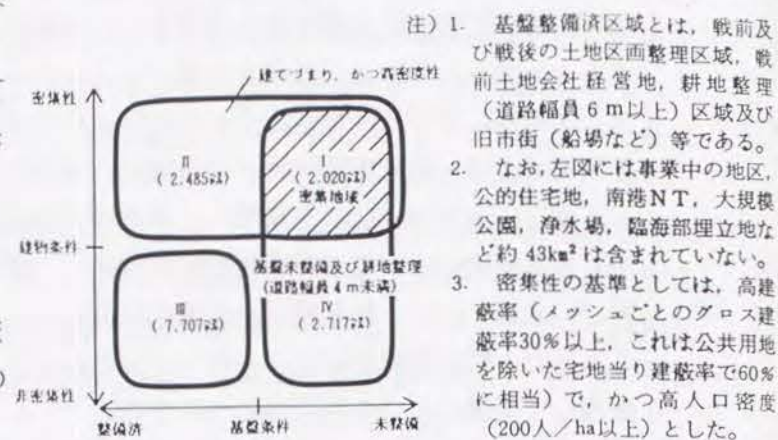 建てづまり, かつ高密度性
密集性
II
(2.485
I
(2.020
密集地域
建物条件
基盤未整備及び耕地整理
(道路幅員4m未満)
III
(7.707
IV
(2.717
非密集性
整備済
基盤条件
未整備
注)1. 基盤整備済区域とは, 戦前及
び戦後の土地区画整理区域, 戦
前土地会社経営地, 耕地整理
(道路幅員6m以上)区域及び
旧市街(船場など)等である。
2. なお,左図には事業中の地区,
公的住宅地, 南港NT, 大規模
公園, 浄水場, 臨海部埋立地な
ど約43km²は含まれていない。
3. 密集性の基準としては, 高建
蔽率(メッシュごとのグロス建
蔽率30%以上, これは公共用地
を除いた宅地当り建蔽率で60%
に相当)で, かつ高人口密度
(200人/ha以上)とした。